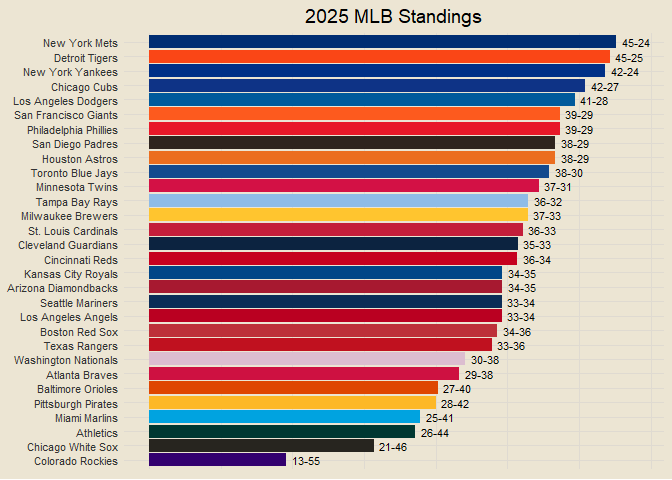 2025 MLB Standings
New York Mets 45-24
Detroit Tigers 45-25
New York Yankees 42-24
Chicago Cubs 42-27
Los Angeles Dodgers 41-28
San Francisco Giants 39-29
Philadelphia Phillies 39-29
San Diego Padres 38-29
Houston Astros 38-29
Toronto Blue Jays 38-30
Minnesota Twins 37-31
Tampa Bay Rays 36-32
Milwaukee Brewers 37-33
St. Louis Cardinals 36-33
Cleveland Guardians 35-33
Cincinnati Reds 36-34
Kansas City Royals 34-35
Arizona Diamondbacks 34-35
Seattle Mariners 33-34
Los Angeles Angels 33-34
Boston Red Sox 34-36
Texas Rangers 33-36
Washington Nationals 30-38
Atlanta Braves 29-38
Baltimore Orioles 27-40
Pittsburgh Pirates 28-42
Miami Marlins 25-41
Athletics 26-44
Chicago White Sox 21-46
Colorado Rockies 13-55